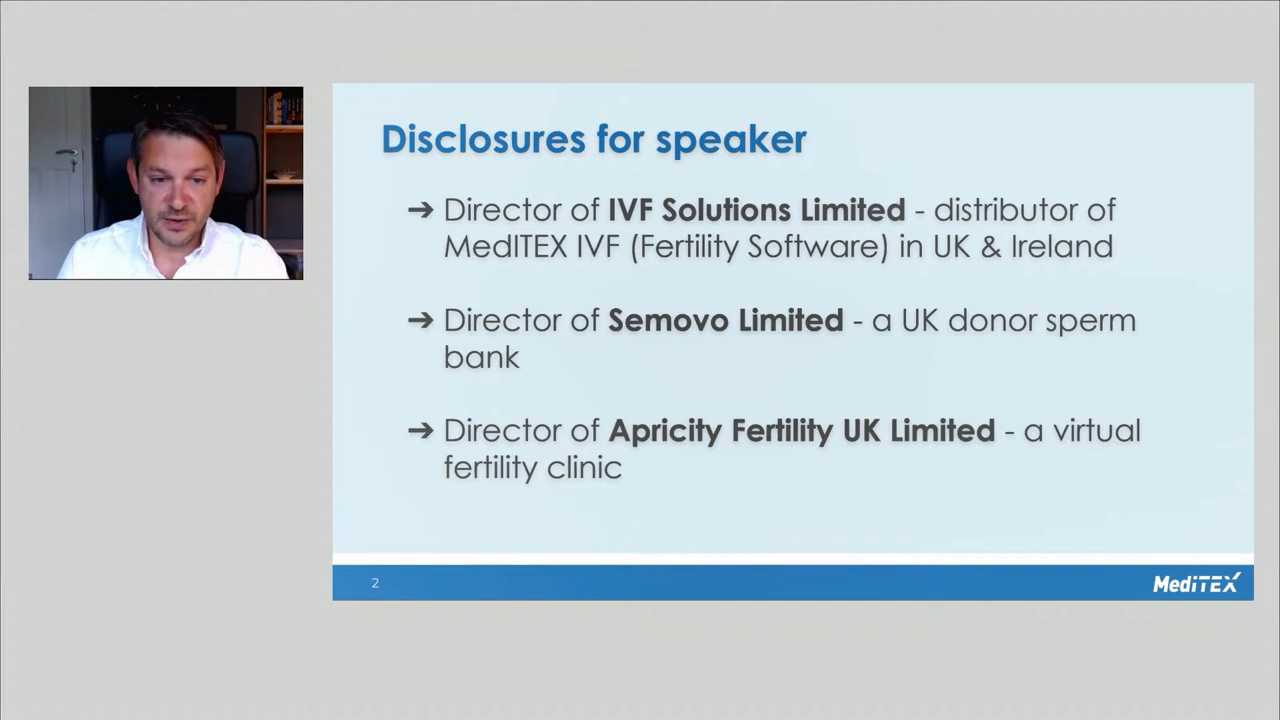 Disclosures for speaker
➔ Director of IVF Solutions Limited - distributor of
MedITEX IVF (Fertility Software) in UK & Ireland
➔ Director of Semovo Limited - a UK donor sperm
bank
➔ Director of Apricity Fertility UK Limited - a virtual
fertility clinic
2
MediTEX